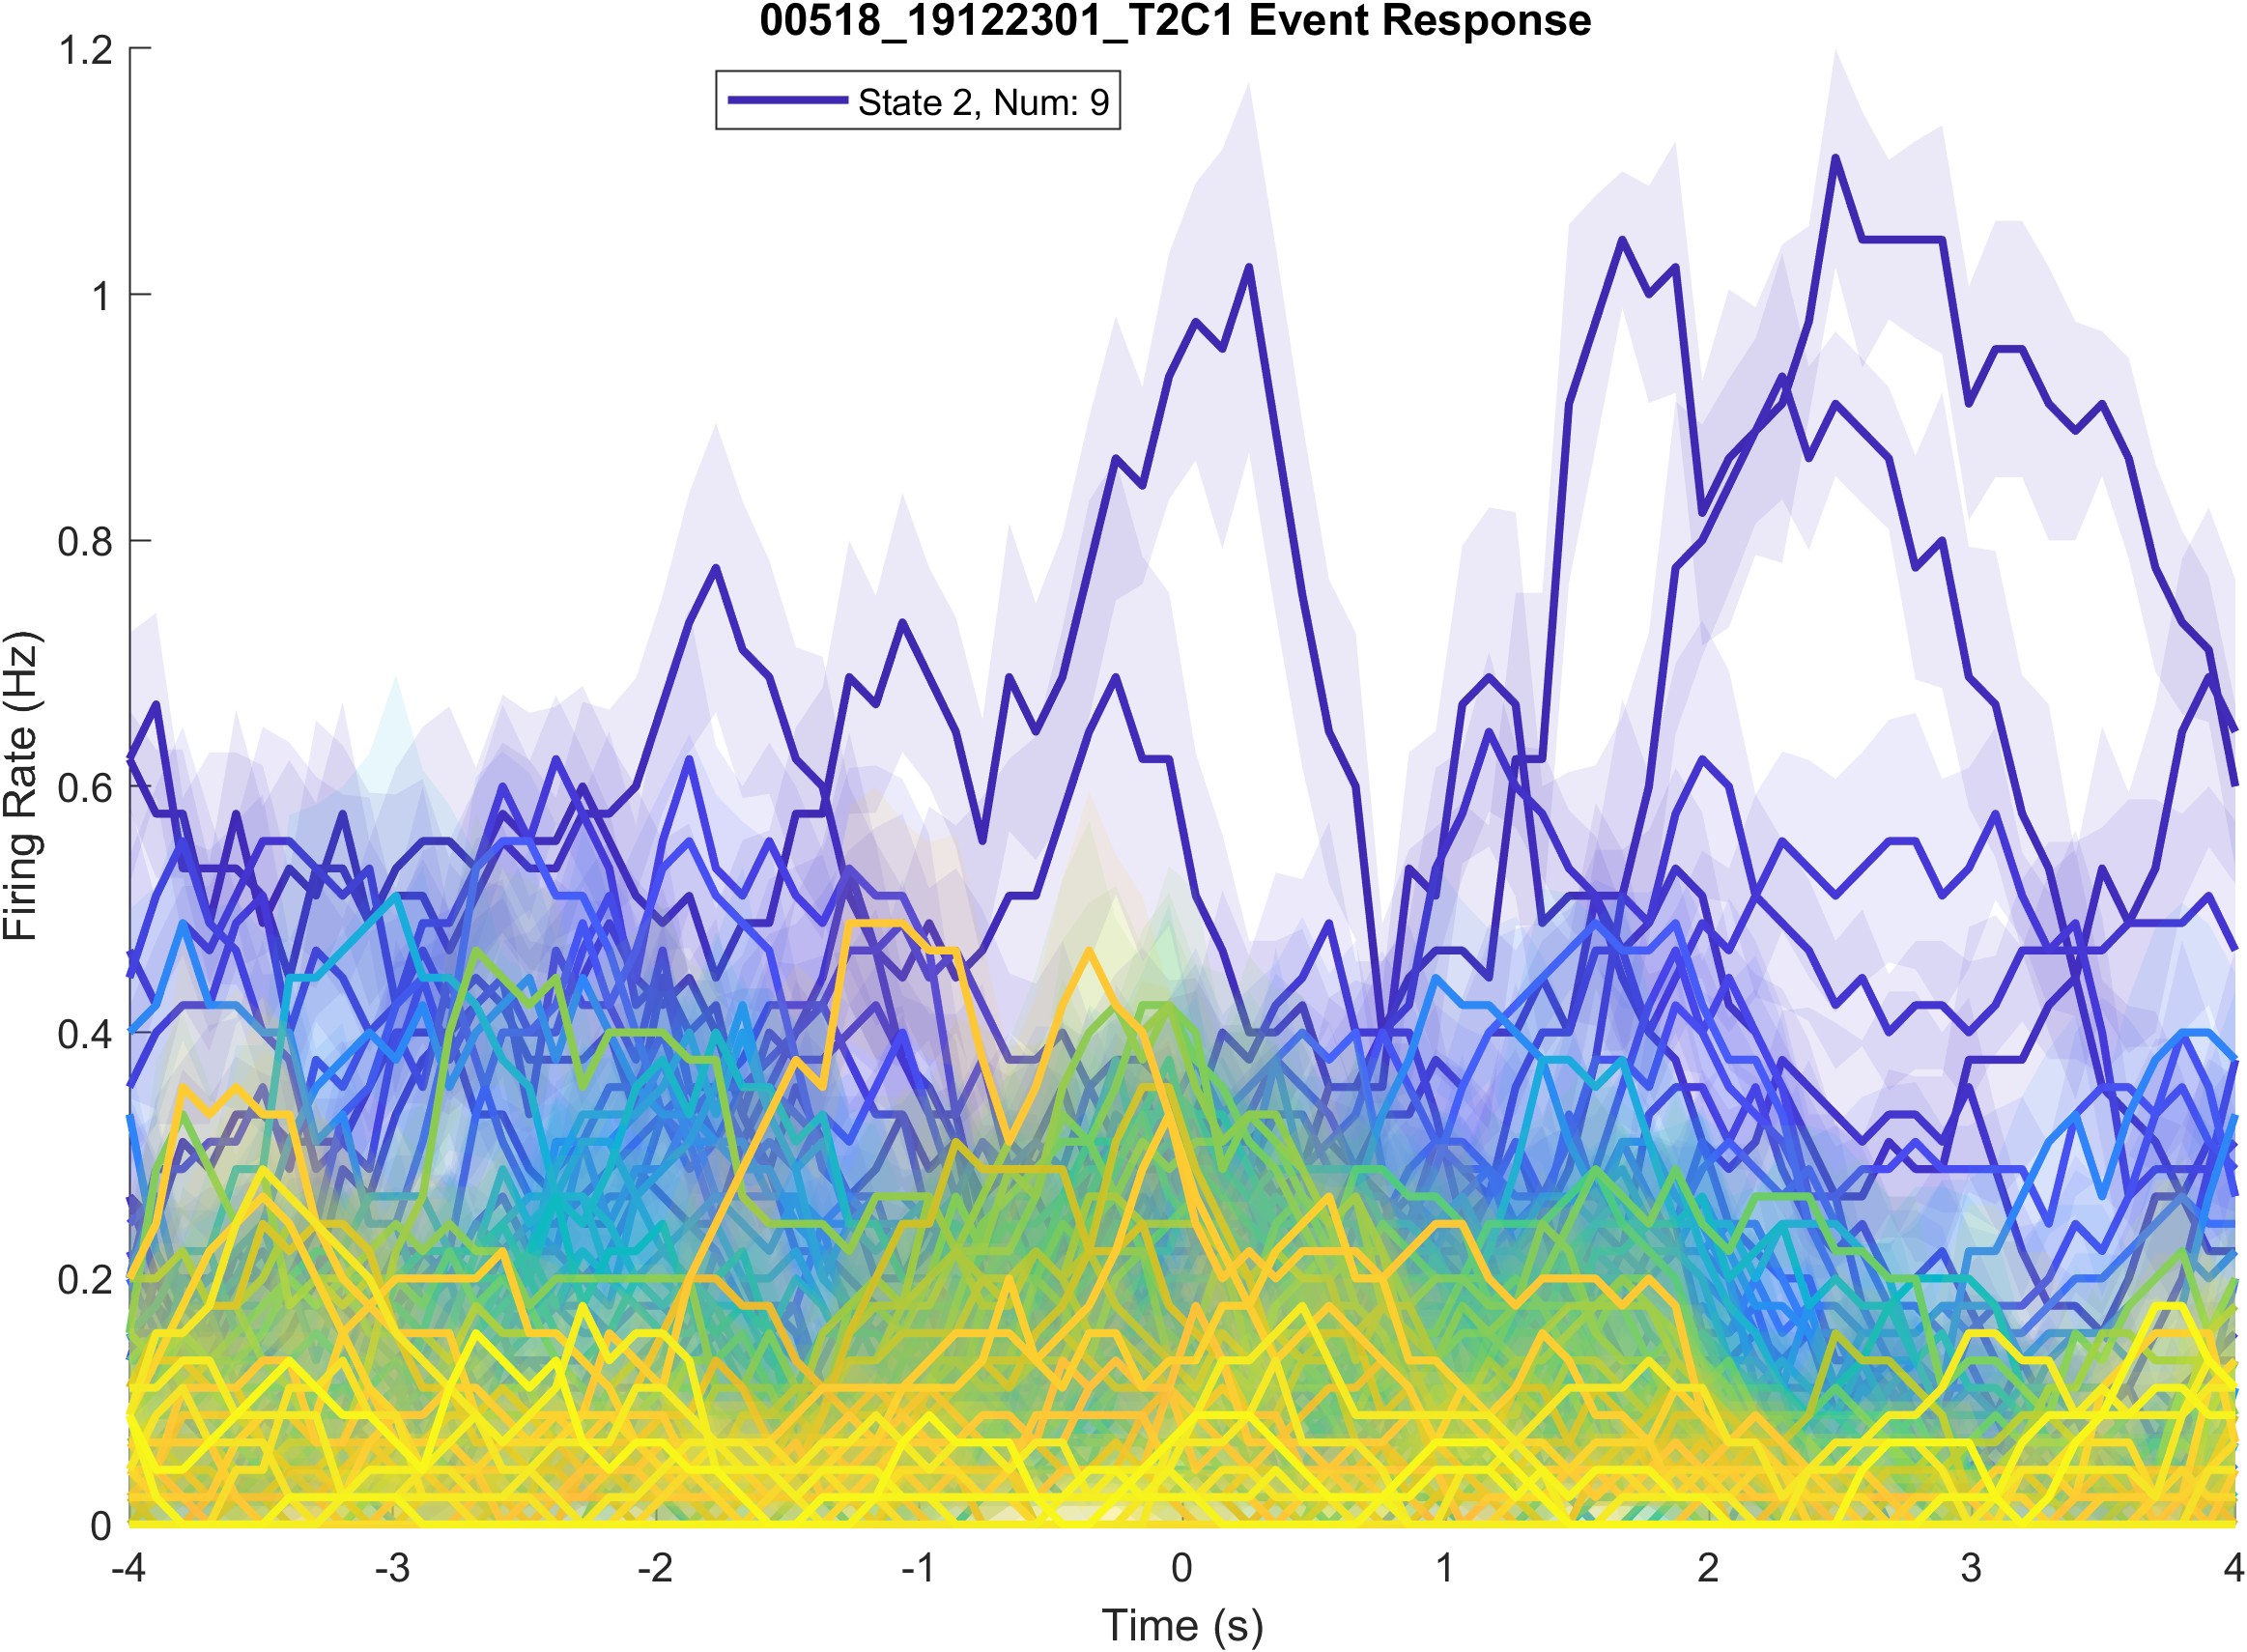 00518_19122301_T2C1 Event Response
State 2, Num: 9
1.2
1
0.8
0.6
0.4
0.2
0
Firing Rate (Hz)
-4 -3 -2 -1 0 1 2 3 4
Time (s)